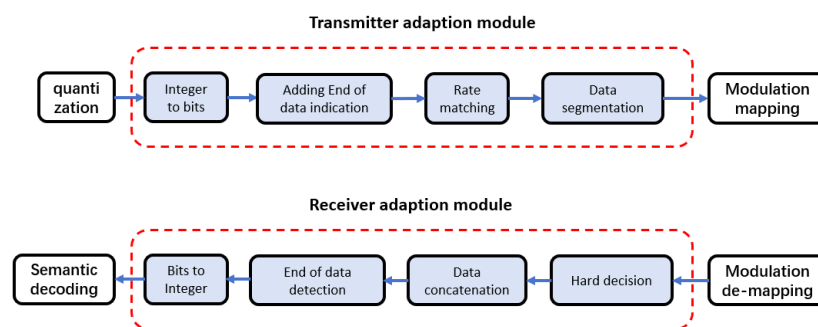 Transmitter adaption module
quanti
zation
Integer
to bits
Adding End of
data indication
Rate
matching
Data
segmentation
Modulation
mapping
Receiver adaption module
Semantic
decoding
Bits to
Integer
End of data
detection
Data
concatenation
Hard decision
Modulation
de-mapping